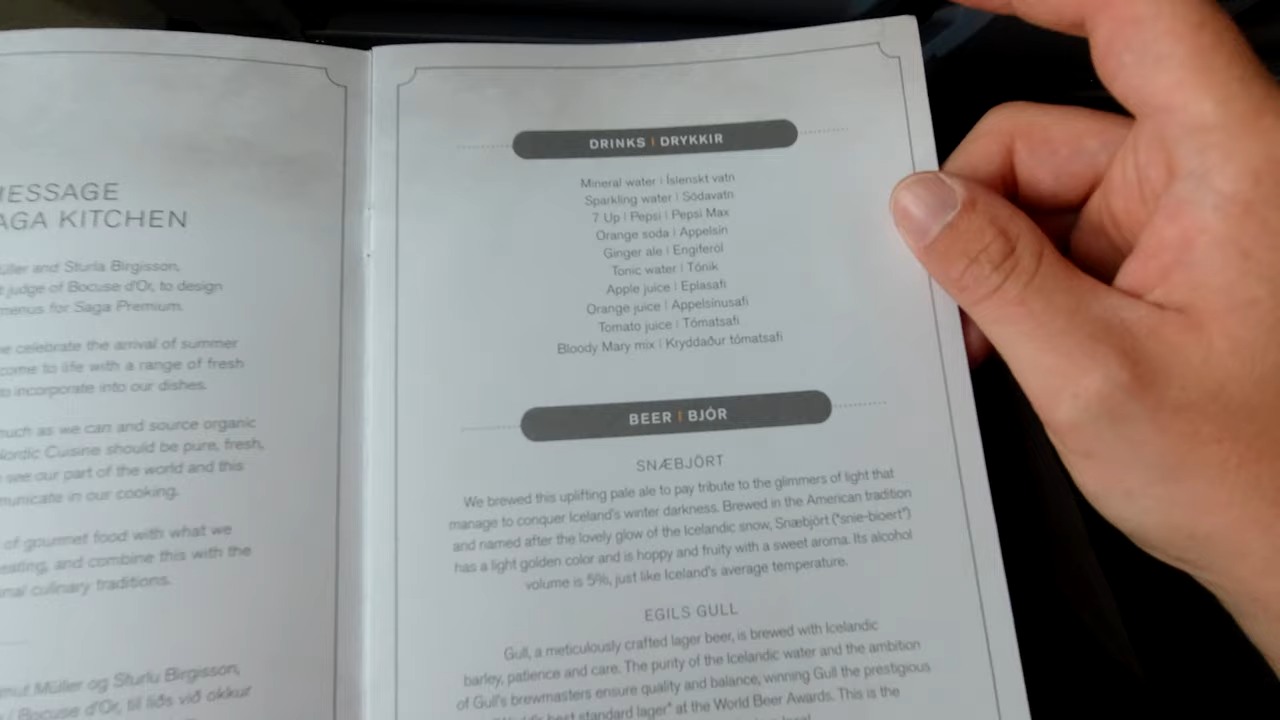 ESSAGE
AGA KITCHEN
üller and Sturla Birgisson,
judge of Bocuse d'Or, to design
menus for Saga Premium.
e celebrate the arrival of summer
come to life with a range of fresh
to incorporate into our dishes.
much as we can and source organic
Nordic Cuisine should be pure, fresh,
see our part of the world and this
municate in our cooking.
of gourmet food with what we
eating, and combine this with the
onal culinary traditions.
mut Müller og Sturlu Birgisson,
í Bocuse d'Or, til liðs við okkur
DRINKS | DRYKKIR
Mineral water | Íslenskt vatn
Sparkling water | Sódavatn
7 Up | Pepsi | Pepsi Max
Orange soda | Appelsín
Ginger ale | Engiferöl
Tonic water | Tónik
Apple juice | Eplasafi
Orange juice | Appelsínusafi
Tomato juice | Tómatsafi
Bloody Mary mix | Kryddaður tómatsafi
BEER | BJÓR
SNÆBJÖRT
We brewed this uplifting pale ale to pay tribute to the glimmers of light that
manage to conquer Iceland's winter darkness. Brewed in the American tradition
and named after the lovely glow of the Icelandic snow, Snæbjört ("snie-bioert")
has a light golden color and is hoppy and fruity with a sweet aroma. Its alcohol
volume is 5%, just like Iceland's average temperature.
EGILS GULL
Gull, a meticulously crafted lager beer, is brewed with Icelandic
barley, patience and care. The purity of the Icelandic water and the ambition
of Gull's brewmasters ensure quality and balance, winning Gull the prestigious
"World's best standard lager" at the World Beer Awards. This is the